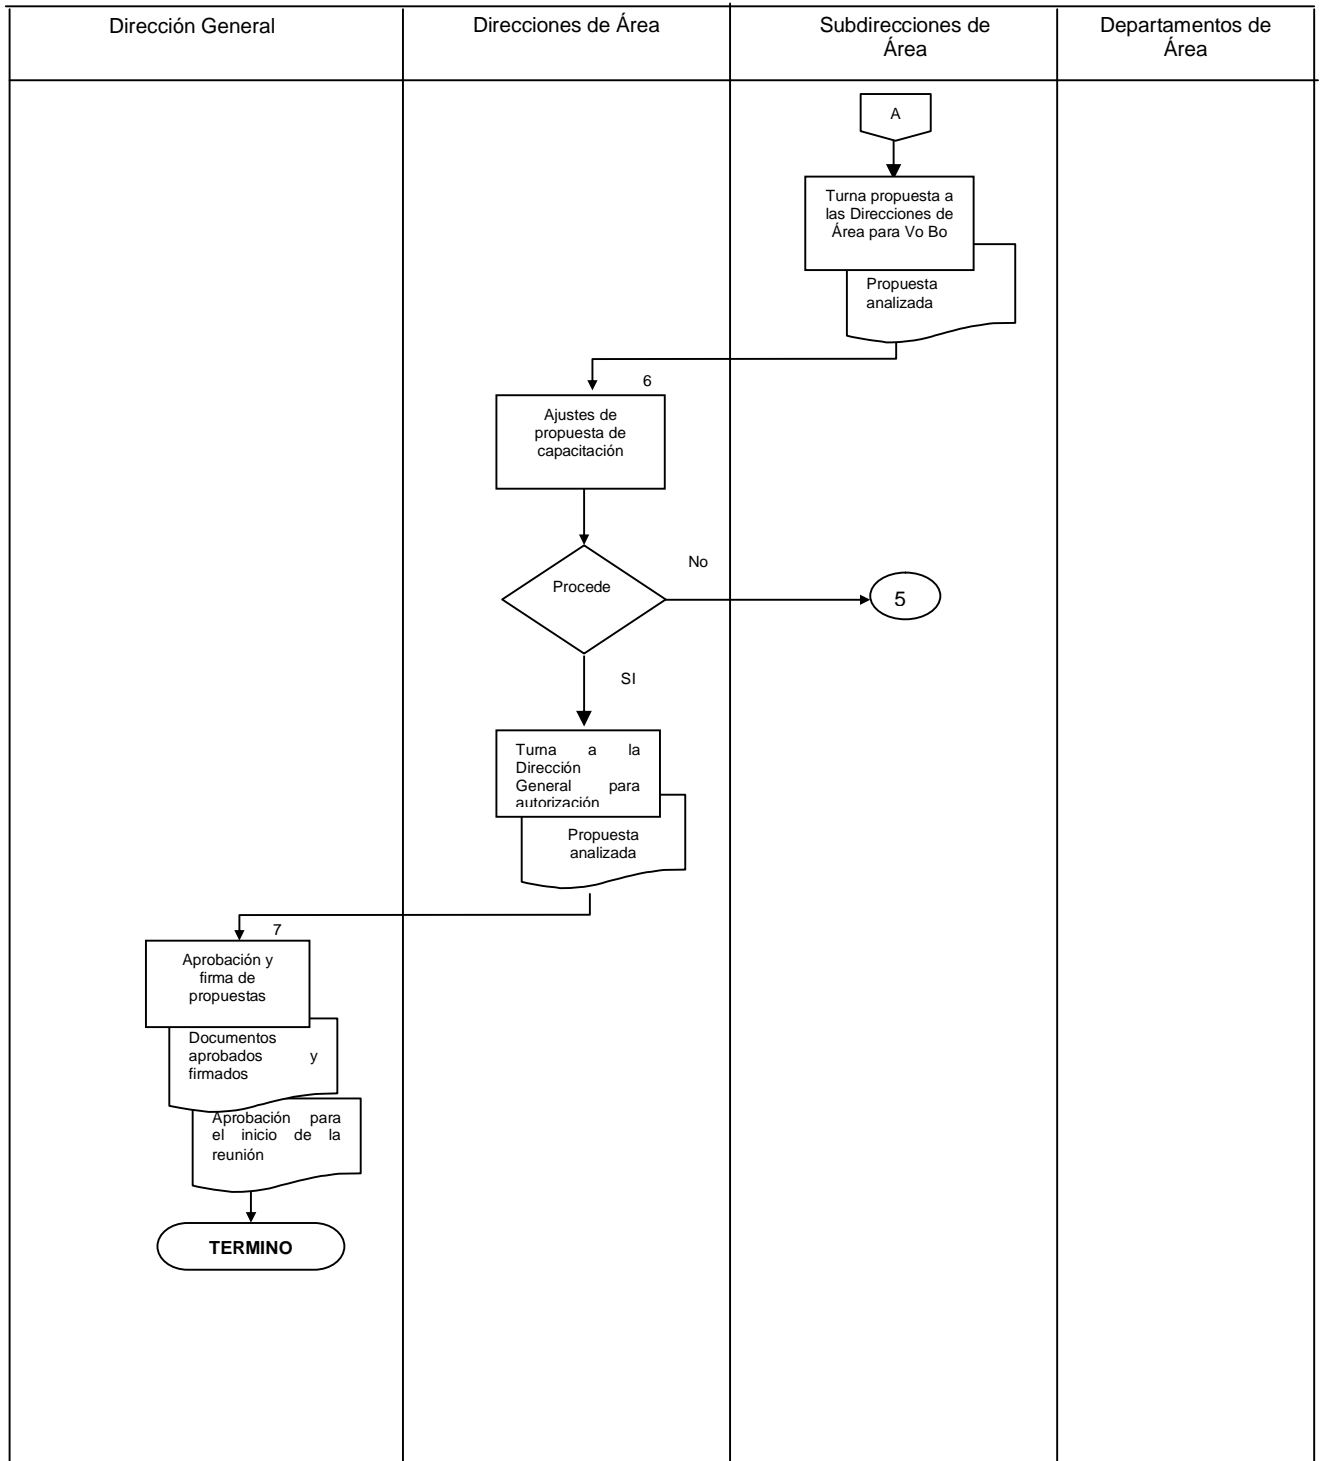 Dirección General
Direcciones de Área
Subdirecciones de
Área
Departamentos de
Área
A
Turna propuesta a
las Direcciones de
Área para Vo Bo
Propuesta
analizada
6
Ajustes de
propuesta de
capacitación
Procede
No
5
SI
Turna a la
Dirección
General para
autorización
Propuesta
analizada
7
Aprobación y
firma de
propuestas
Documentos
aprobados y
firmados
Aprobación para
el inicio de la
reunión
TERMINO